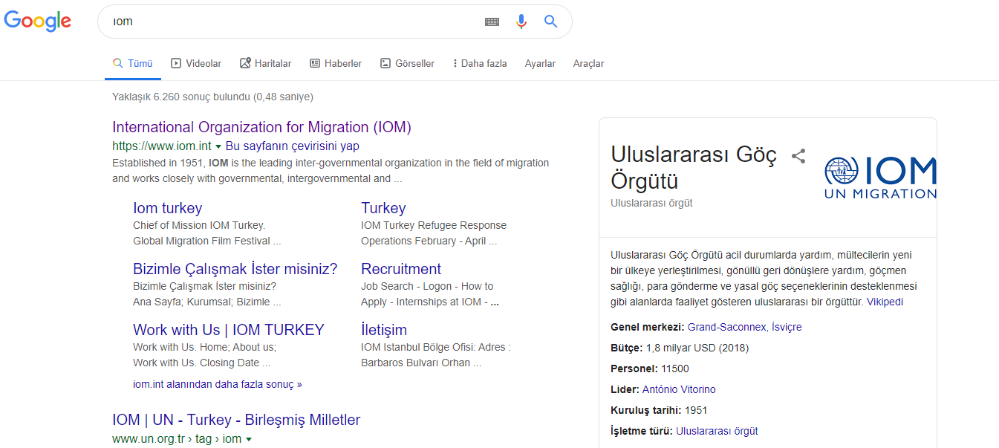 Google
ıom
Tümü
Videolar
Haritalar
Haberler
Görseller
Daha fazla
Ayarlar
Araçlar
Yaklaşık 6.260 sonuç bulundu (0,48 saniye)
International Organization for Migration (IOM)
https://www.iom.int ▾ Bu sayfanın çevirisini yap
Established in 1951, IOM is the leading inter-governmental organization in the field of migration
and works closely with governmental, intergovernmental and ...
Iom turkey
Chief of Mission IOM Turkey.
Global Migration Film Festival ...
Turkey
IOM Turkey Refugee Response
Operations February - April ...
Bizimle Çalışmak İster misiniz?
Bizimle Çalışmak İster misiniz?
Ana Sayfa; Kurumsal; Bizimle ...
Recruitment
Job Search - Logon - How to
Apply - Internships at IOM - ...
Work with Us | IOM TURKEY
Work with Us. Home; About us;
Work with Us. Closing Date ...
İletişim
IOM Istanbul Bölge Ofisi: Adres :
Barbaros Bulvarı Orhan ...
iom.int alanından daha fazla sonuç »
IOM | UN - Turkey - Birleşmiş Milletler
www.un.org.tr › tag › iom ▾
Uluslararası Göç
Örgütü
Uluslararası örgüt
IOM
UN MIGRATION
Uluslararası Göç Örgütü acil durumlarda yardım, mültecilerin yeni
bir ülkeye yerleştirilmesi, gönüllü geri dönüşlere yardım, göçmen
sağlığı, para gönderme ve yasal göç seçeneklerinin desteklenmesi
gibi alanlarda faaliyet gösteren uluslararası bir örgüttür. Vikipedi
Genel merkezi: Grand-Saconnex, İsviçre
Bütçe: 1,8 milyar USD (2018)
Personel: 11500
Lider: António Vitorino
Kuruluş tarihi: 1951
İşletme türü: Uluslararası örgüt